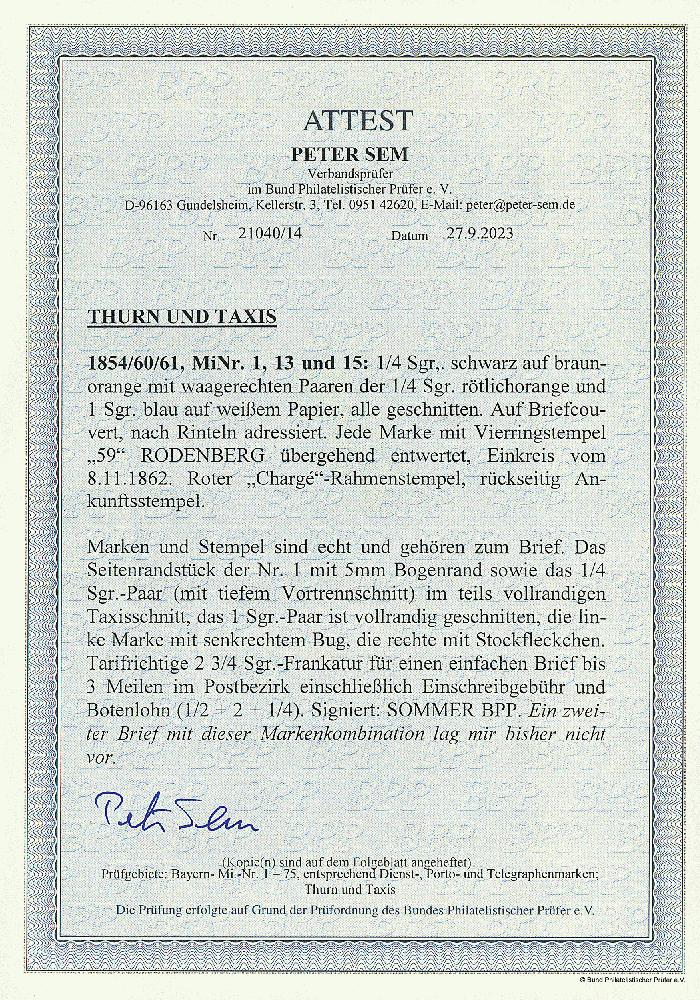 ATTEST
PETER SEM
Verbandsprüfer
im Bund Philatelistischer Prüfer e. V.
D-96163 Gundelsheim, Kellerstr. 3, Tel. 0951 42620, E-Mail: peter@peter-sem.de
Nr. 21040/14 Datum 27.9.2023
THURN UND TAXIS
1854/60/61, MiNr. 1, 13 und 15: 1/4 Sgr,. schwarz auf braun-
orange mit waagerechten Paaren der 1/4 Sgr. rötlichorange und
1 Sgr. blau auf weißem Papier, alle geschnitten. Auf Briefcou-
vert, nach Rinteln adressiert. Jede Marke mit Vierringstempel
„59“ RODENBERG übergehend entwertet, Einkreis vom
8.11.1862. Roter „Chargé“-Rahmenstempel, rückseitig An-
kunftsstempel.
Marken und Stempel sind echt und gehören zum Brief. Das
Seitenrandstück der Nr. 1 mit 5mm Bogenrand sowie das 1/4
Sgr.-Paar (mit tiefem Vortrennschnitt) im teils vollrandigen
Taxisschnitt, das 1 Sgr.-Paar ist vollrandig geschnitten, die lin-
ke Marke mit senkrechtem Bug, die rechte mit Stockfleckchen.
Tarifrichtige 2 3/4 Sgr.-Frankatur für einen einfachen Brief bis
3 Meilen im Postbezirk einschließlich Einschreibgebühr und
Botenlohn (1/2 + 2 + 1/4). Signiert: SOMMER BPP. Ein zwei-
ter Brief mit dieser Markenkombination lag mir bisher nicht
vor.
Peter Sem
(Kopie(n) sind auf dem Folgeblatt angeheftet)
Prüfgebiete: Bayern- Mi.-Nr. 1 – 75, entsprechend Dienst-, Porto- und Telegraphenmarken;
Thurn und Taxis
Die Prüfung erfolgte auf Grund der Prüfordnung des Bundes Philatelistischer Prüfer e.V.
© Bund Philatelistischer Prüfer e.V.